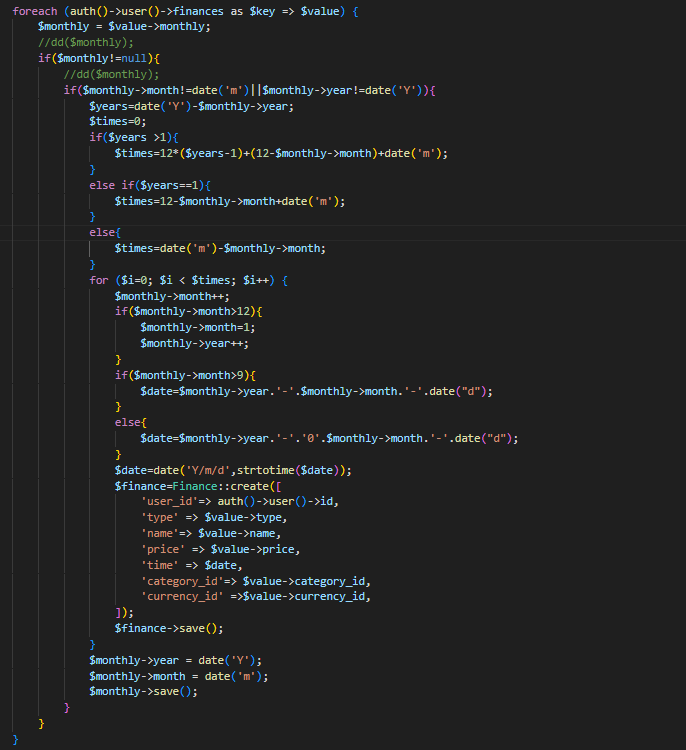 foreach (auth()->user()->finances as $key => $value) {
$monthly = $value->monthly;
//dd($monthly);
if($monthly!=null){
//dd($monthly);
if($monthly->month!=date('m')||$monthly->year!=date('Y')){
$years=date('Y')-$monthly->year;
$times=0;
if($years >1){
$times=12*($years-1)+(12-$monthly->month)+date('m');
}
else if($years==1){
$times=12-$monthly->month+date('m');
}
else{
$times=date('m')-$monthly->month;
}
for ($i=0; $i < $times; $i++) {
$monthly->month++;
if($monthly->month>12){
$monthly->month=1;
$monthly->year++;
}
if($monthly->month>9){
$date=$monthly->year.'-'.$monthly->month.'-'.date("d");
}
else{
$date=$monthly->year.'-'.'0'.$monthly->month.'-'.date("d");
}
$date=date('Y/m/d',strtotime($date));
$finance=Finance::create([
'user_id'=> auth()->user()->id,
'type' => $value->type,
'name'=> $value->name,
'price' => $value->price,
'time' => $date,
'category_id'=> $value->category_id,
'currency_id' =>$value->currency_id,
]);
$finance->save();
}
$monthly->year = date('Y');
$monthly->month = date('m');
$monthly->save();
}
}
}